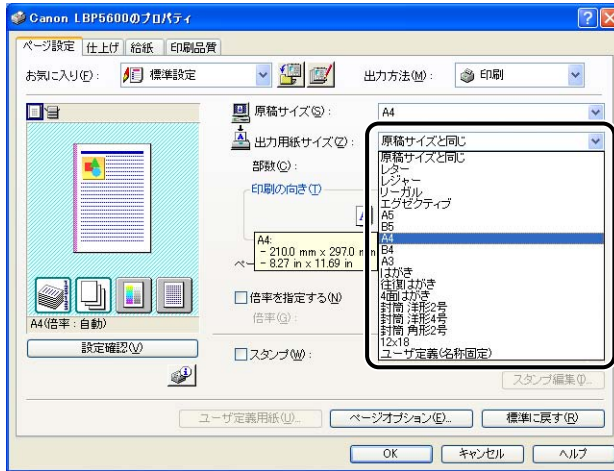 Canon LBP5600のプロパティ
ページ設定 仕上げ 給紙 印刷品質
お気に入り(F): 標準設定 出力方法(M): 印刷
原稿サイズ(S): A4
出力用紙サイズ(Z): 原稿サイズと同じ
部数(C):
印刷の向き(T)
原稿サイズと同じ
レター
レジャー
リーガル
エグゼクティブ
A5
B5
A4
B4
A3
はがき
往復はがき
4面はがき
封筒 洋形2号
封筒 洋形4号
封筒 角形2号
12x18
ユーザ定義(名称固定)
A
A4:
- 210.0 mm x 297.0 mm
- 8.27 in x 11.69 in
ペー
倍率を指定する(N)
倍率(G):
A4(倍率：自動)
設定確認(V)
スタンプ(W):
スタンプ編集(I)...
ユーザ定義用紙(U)... ページオプション(E)... 標準に戻す(R)
OK キャンセル ヘルプ